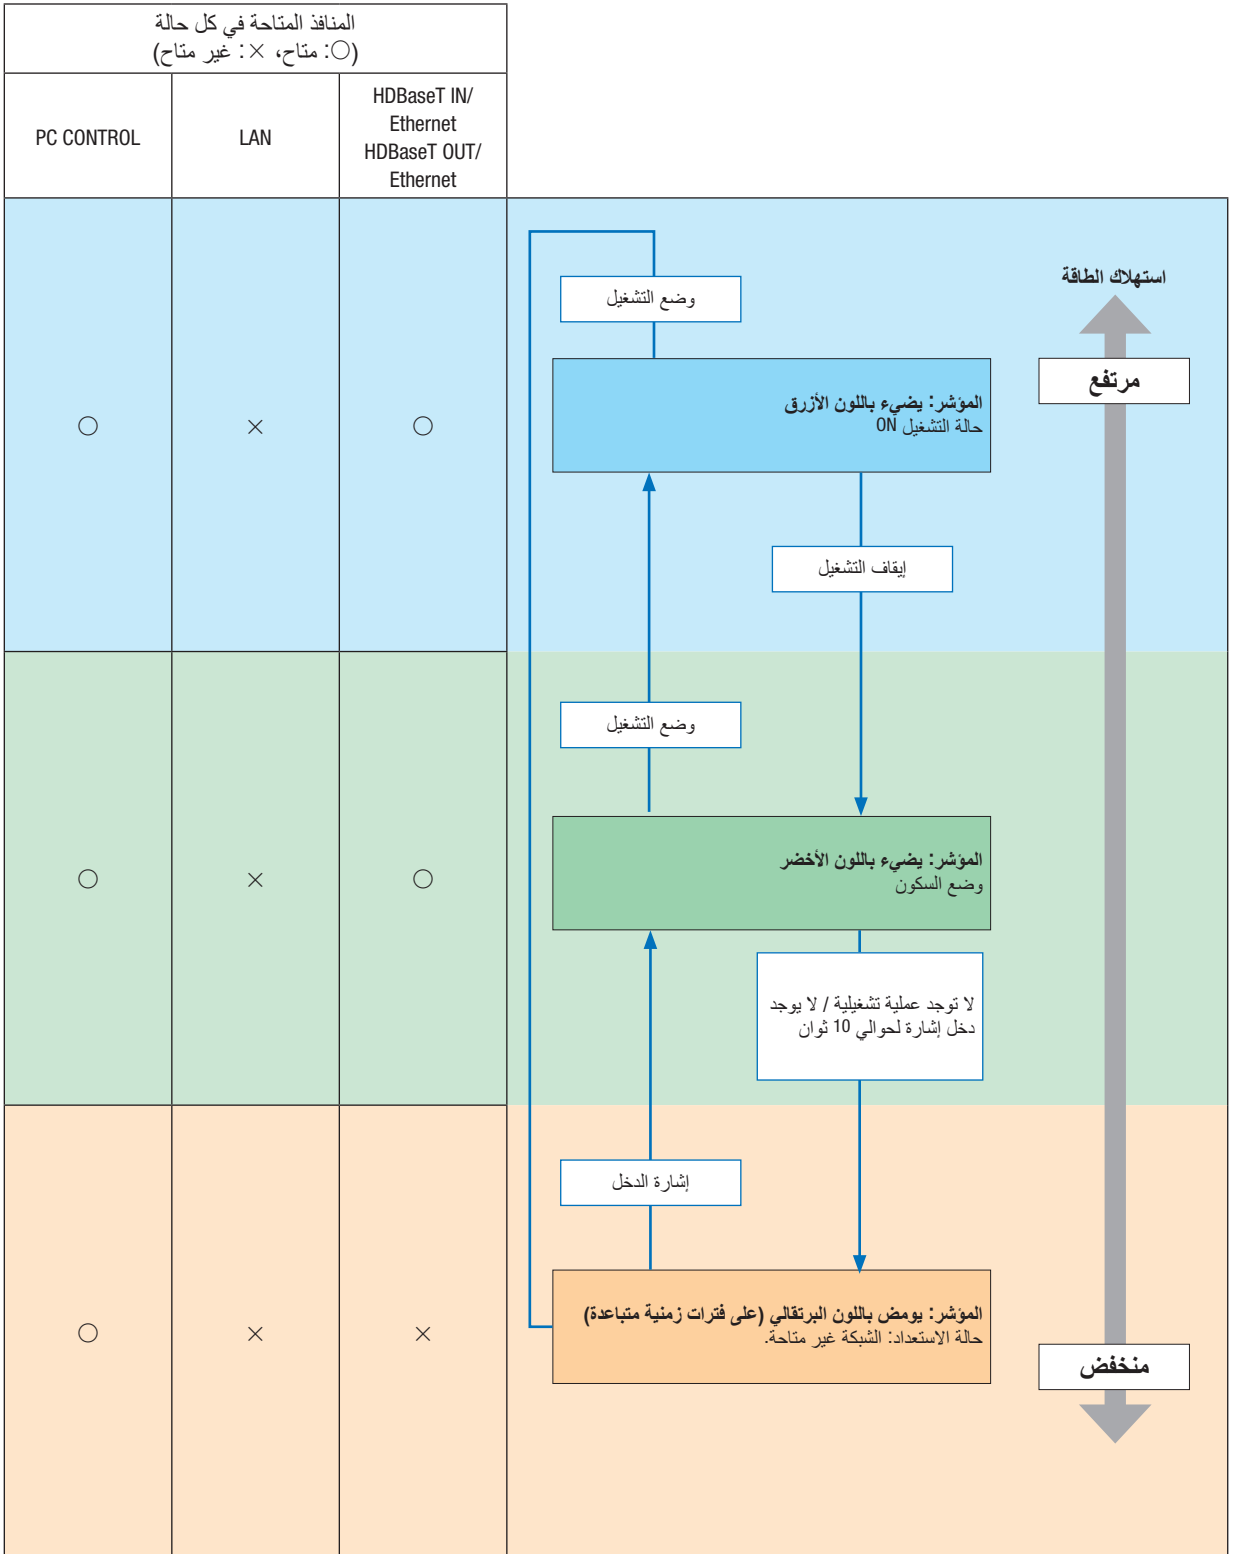 المنافذ المتاحة في كل حالة
(○: متاح، ×: غير متاح)
PC CONTROL
LAN
HDBaseT IN/
Ethernet
HDBaseT OUT/
Ethernet
○
×
○
وضع التشغيل
استهلاك الطاقة
مرتفع
المؤشر: يضيء باللون الأزرق
حالة التشغيل ON
إيقاف التشغيل
وضع التشغيل
○
×
○
المؤشر: يضيء باللون الأخضر
وضع السكون
لا توجد عملية تشغيلية / لا يوجد
دخل إشارة لحوالي 10 ثوان
إشارة الدخل
○
×
×
المؤشر: يومض باللون البرتقالي (على فترات زمنية متباعدة)
حالة الاستعداد: الشبكة غير متاحة.
منخفض